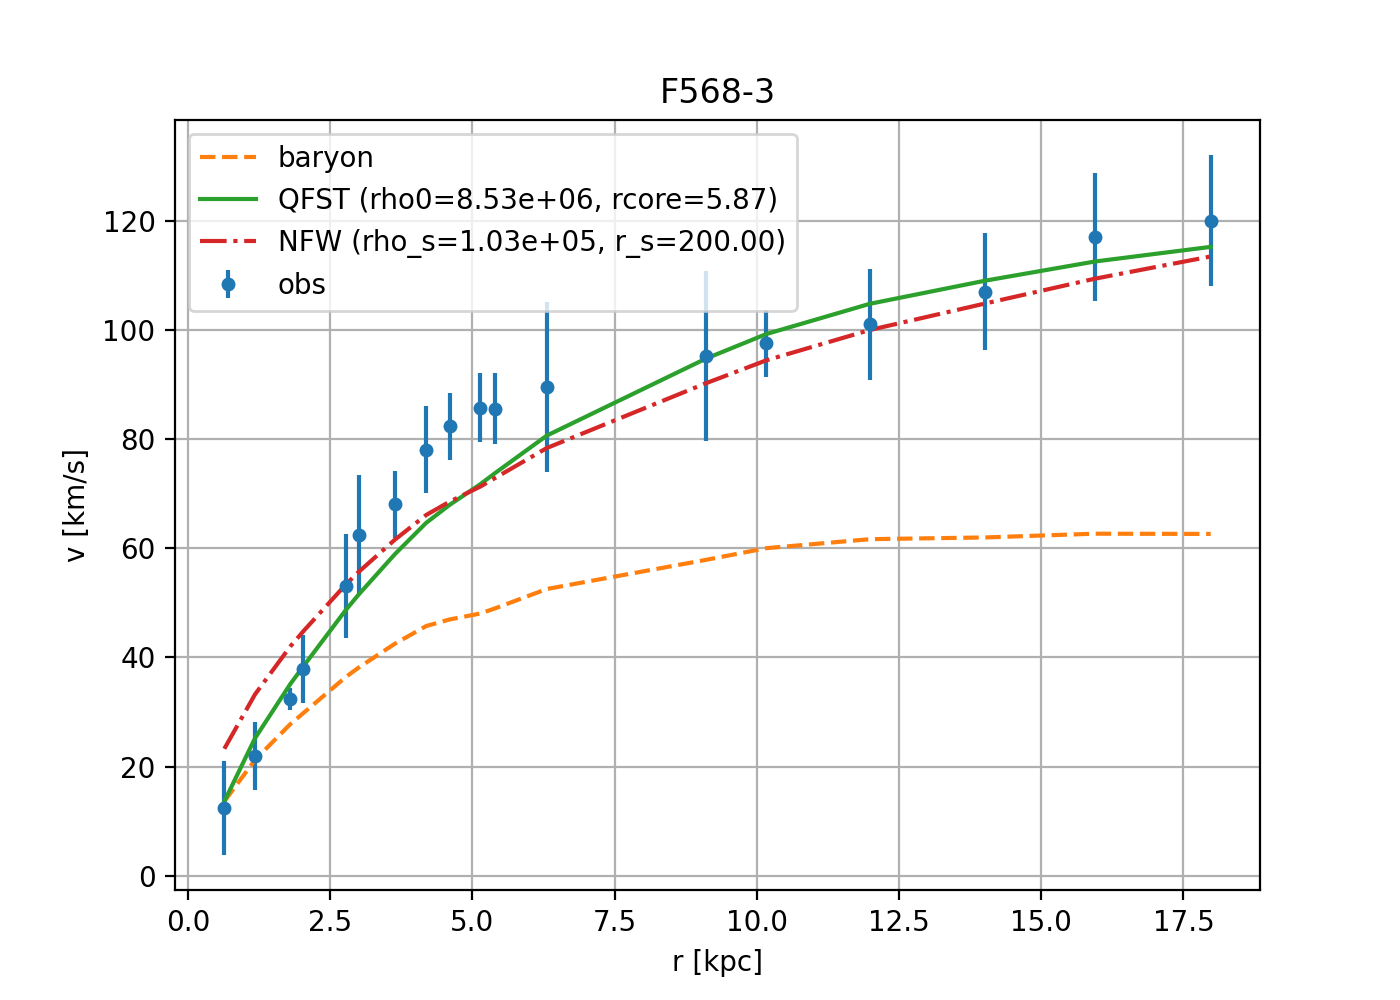 F568-3
baryon
QFST (rho0=8.53e+06, rcore=5.87)
NFW (rho_s=1.03e+05, r_s=200.00)
obs
120
100
80
60
40
20
0
v [km/s]
0.0 2.5 5.0 7.5 10.0 12.5 15.0 17.5
r [kpc]